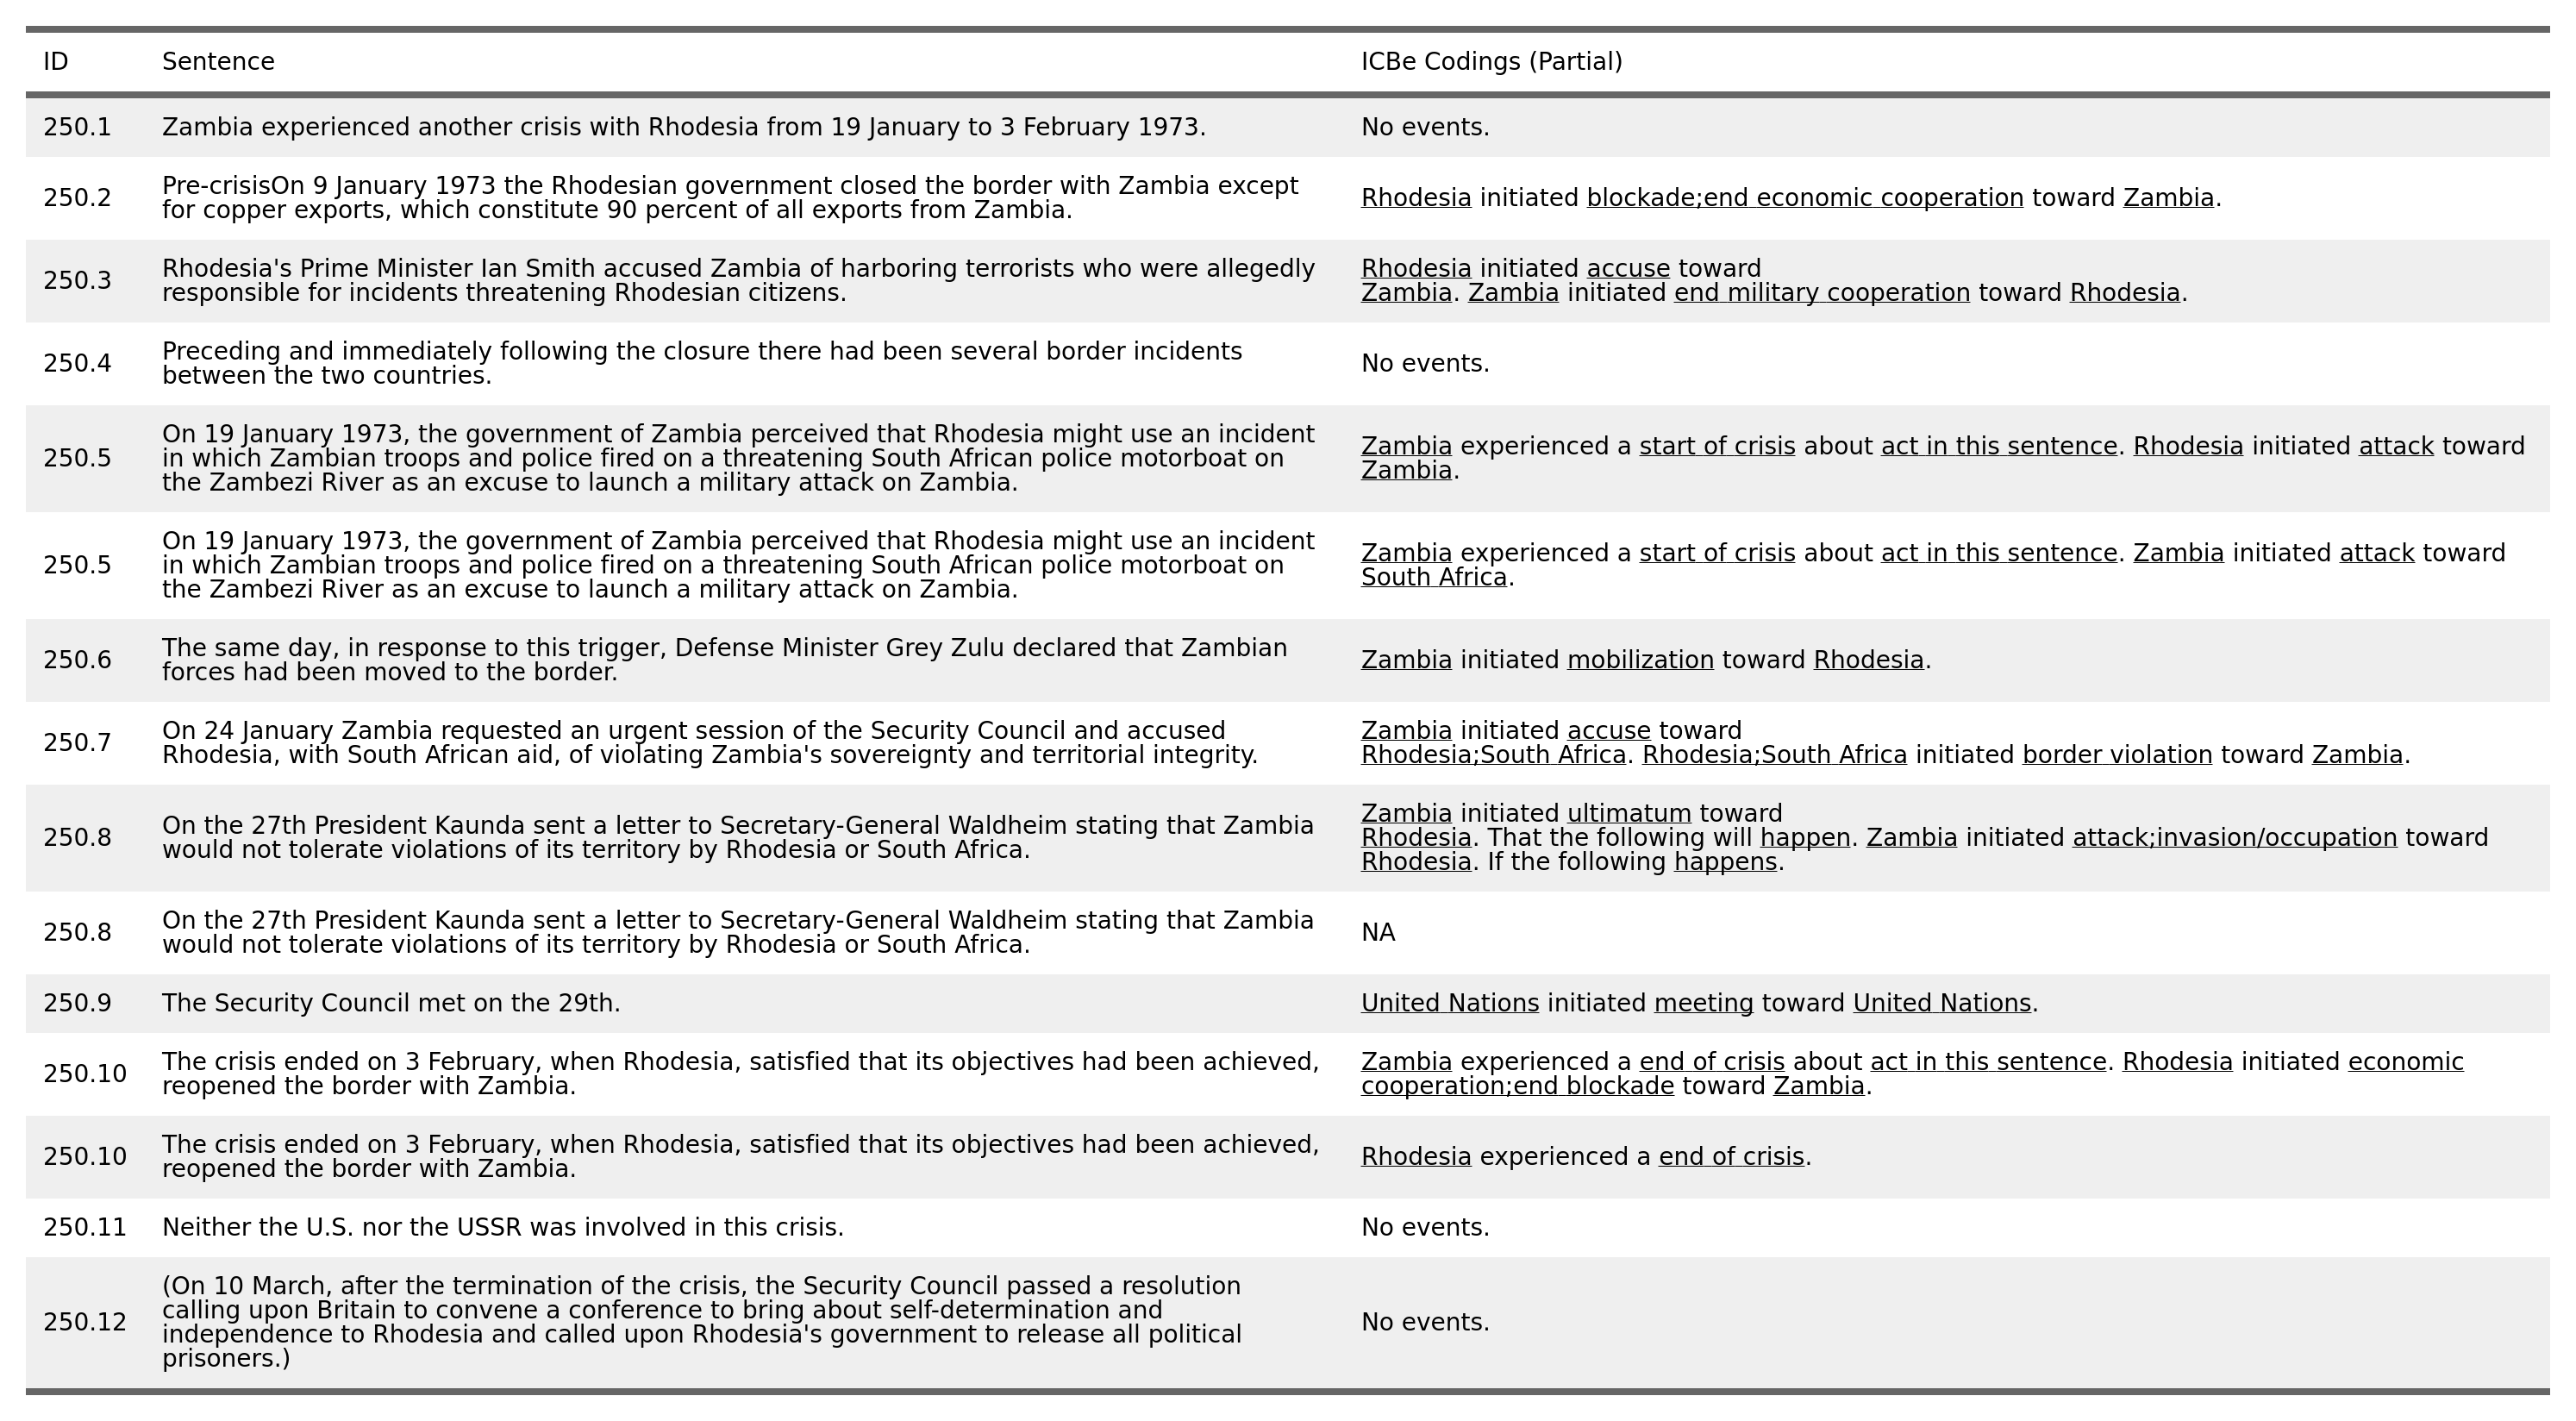 ID Sentence ICBe Codings (Partial)
250.1 Zambia experienced another crisis with Rhodesia from 19 January to 3 February 1973. No events.
Pre-crisisOn 9 January 1973 the Rhodesian government closed the border with Zambia except
250.2 for copper exports, which constitute 90 percent of all exports from Zambia. Rhodesia initiated blockade;end economic cooperation toward Zambia.
250.3 Rhodesia's Prime Minister Ian Smith accused Zambia of harboring terrorists who were allegedly
responsible for incidents threatening Rhodesian citizens.
Rhodesia initiated accuse toward
Zambia. Zambia initiated end military cooperation toward Rhodesia.
250.4 Preceding and immediately following the closure there had been several border incidents
between the two countries.
No events.
250.5 On 19 January 1973, the government of Zambia perceived that Rhodesia might use an incident
in which Zambian troops and police fired on a threatening South African police motorboat on
the Zambezi River as an excuse to launch a military attack on Zambia.
Zambia experienced a start of crisis about act in this sentence. Rhodesia initiated attack toward
Zambia.
250.5 On 19 January 1973, the government of Zambia perceived that Rhodesia might use an incident
in which Zambian troops and police fired on a threatening South African police motorboat on
the Zambezi River as an excuse to launch a military attack on Zambia.
Zambia experienced a start of crisis about act in this sentence. Zambia initiated attack toward
South Africa.
250.6 The same day, in response to this trigger, Defense Minister Grey Zulu declared that Zambian
forces had been moved to the border.
Zambia initiated mobilization toward Rhodesia.
250.7 On 24 January Zambia requested an urgent session of the Security Council and accused
Rhodesia, with South African aid, of violating Zambia's sovereignty and territorial integrity.
Zambia initiated accuse toward
Rhodesia;South Africa. Rhodesia;South Africa initiated border violation toward Zambia.
250.8 On the 27th President Kaunda sent a letter to Secretary-General Waldheim stating that Zambia
would not tolerate violations of its territory by Rhodesia or South Africa.
Zambia initiated ultimatum toward
Rhodesia. That the following will happen. Zambia initiated attack;invasion/occupation toward
Rhodesia. If the following happens.
250.8 On the 27th President Kaunda sent a letter to Secretary-General Waldheim stating that Zambia
would not tolerate violations of its territory by Rhodesia or South Africa.
NA
250.9 The Security Council met on the 29th. United Nations initiated meeting toward United Nations.
250.10 The crisis ended on 3 February, when Rhodesia, satisfied that its objectives had been achieved,
reopened the border with Zambia.
Zambia experienced a end of crisis about act in this sentence. Rhodesia initiated economic
cooperation;end blockade toward Zambia.
250.10 The crisis ended on 3 February, when Rhodesia, satisfied that its objectives had been achieved,
reopened the border with Zambia.
Rhodesia experienced a end of crisis.
250.11 Neither the U.S. nor the USSR was involved in this crisis. No events.
250.12 (On 10 March, after the termination of the crisis, the Security Council passed a resolution
calling upon Britain to convene a conference to bring about self-determination and
independence to Rhodesia and called upon Rhodesia's government to release all political
prisoners.)
No events.